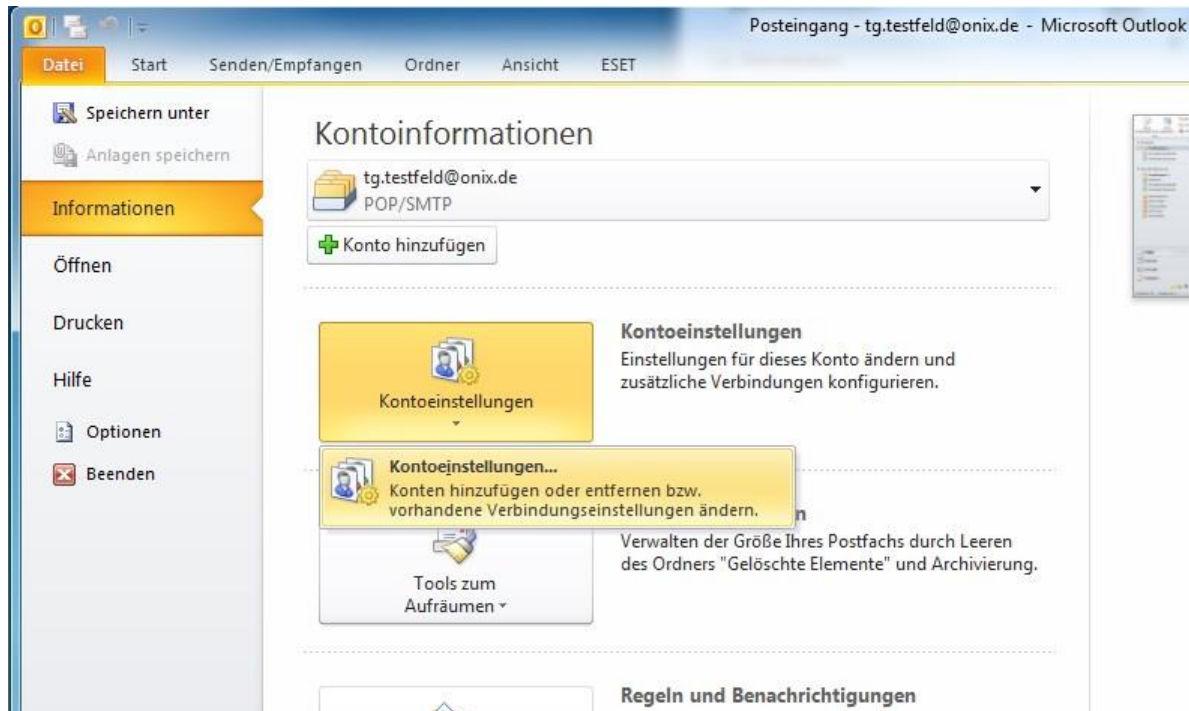 Posteingang - tg.testfeld@onix.de - Microsoft Outlook
Datei Start Senden/Empfangen Ordner Ansicht ESET
Speichern unter
Anlagen speichern
Informationen
Öffnen
Drucken
Hilfe
Optionen
Beenden
Kontoinformationen
tg.testfeld@onix.de
POP/SMTP
Konto hinzufügen
Kontoeinstellungen
Kontoeinstellungen
Einstellungen für dieses Konto ändern und
zusätzliche Verbindungen konfigurieren.
Kontoeinstellungen...
Konten hinzufügen oder entfernen bzw.
vorhandene Verbindungseinstellungen ändern.
n
Tools zum
Aufräumen
Verwalten der Größe Ihres Postfachs durch Leeren
des Ordners "Gelöschte Elemente" und Archivierung.
Regeln und Benachrichtigungen